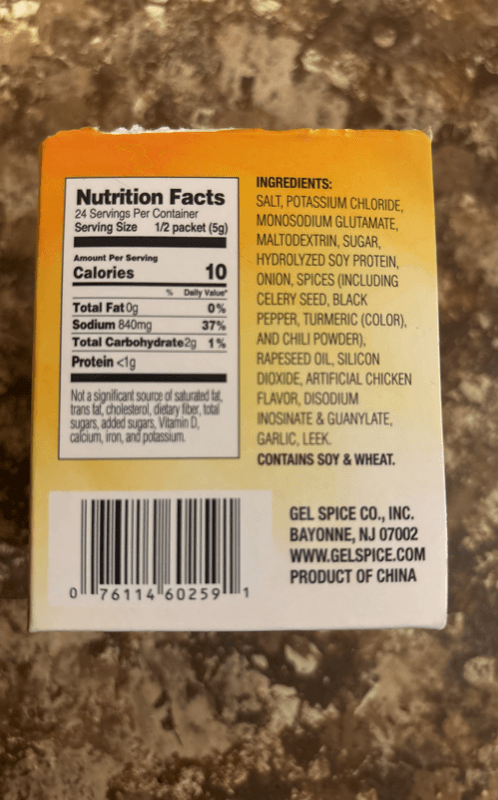 Nutrition Facts
24 Servings Per Container
Serving Size 1/2 packet (5g)
Amount Per Serving
Calories 10
% Daily Value*
Total Fat 0g 0%
Sodium 840mg 37%
Total Carbohydrate 2g 1%
Protein <1g
Not a significant source of saturated fat,
trans fat, cholesterol, dietary fiber, total
sugars, added sugars, Vitamin D,
calcium, iron, and potassium.
INGREDIENTS:
SALT, POTASSIUM CHLORIDE,
MONOSODIUM GLUTAMATE,
MALTODEXTRIN, SUGAR,
HYDROLYZED SOY PROTEIN,
ONION, SPICES (INCLUDING
CELERY SEED, BLACK
PEPPER, TURMERIC (COLOR),
AND CHILI POWDER),
RAPESEED OIL, SILICON
DIOXIDE, ARTIFICIAL CHICKEN
FLAVOR, DISODIUM
INOSINATE & GUANYLATE,
GARLIC, LEEK.
CONTAINS SOY & WHEAT.
0 76114 60259 1
GEL SPICE CO., INC.
BAYONNE, NJ 07002
WWW.GELSPICE.COM
PRODUCT OF CHINA